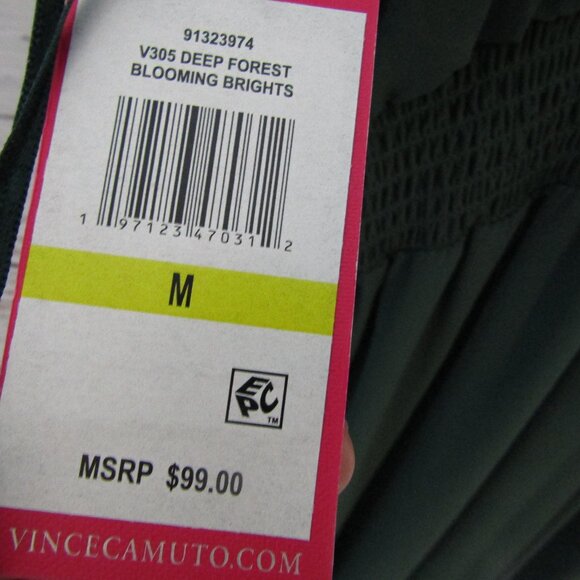 91323974
V305 DEEP FOREST
BLOOMING BRIGHTS
1 97123 47031 2
M
EPC
TM
MSRP $99.00
VINCECAMUTO.COM